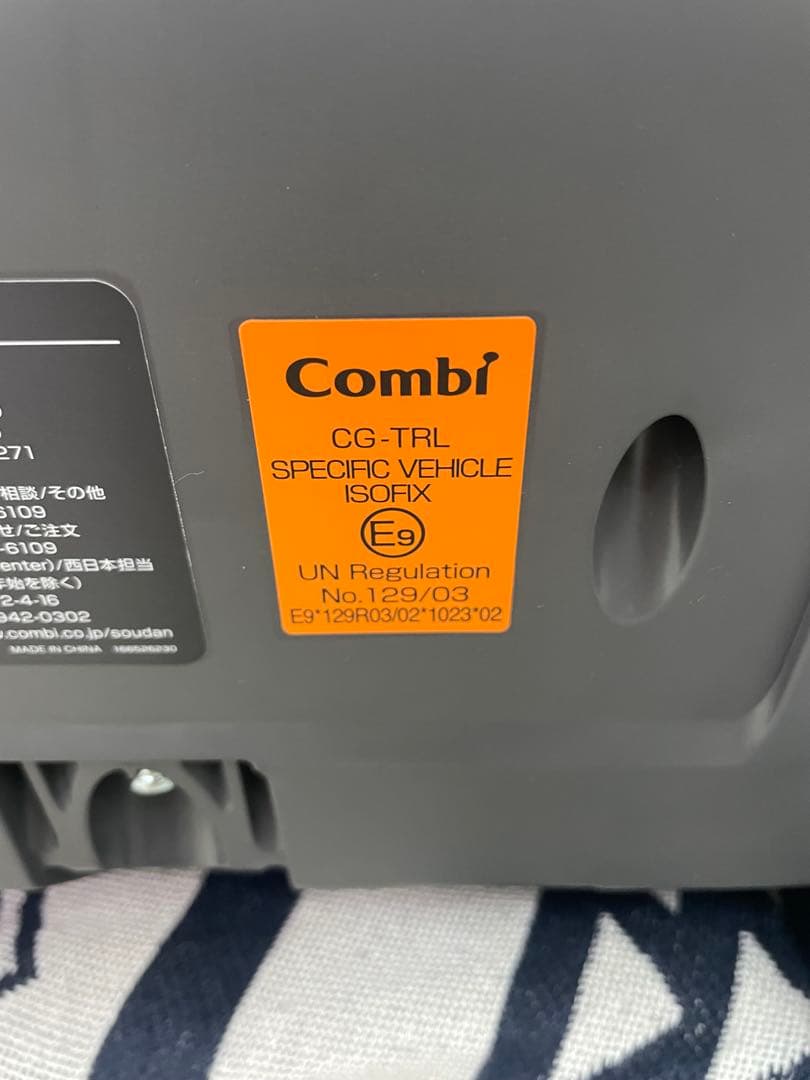 271
相談/その他
6109
せ/ご注文
-6109
enter)/西日本担当
年始を除く)
2-4-16
942-0302
w.combi.co.jp/soudan
MADE IN CHINA 166526230
Combi
CG-TRL
SPECIFIC VEHICLE
ISOFIX
E9
UN Regulation
No.129/03
E9*129R03/02*1023*02